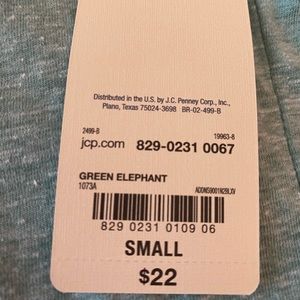 Distributed in the U.S. by J.C. Penney Corp., Inc.,
Plano, Texas 75024-3698 BR-02-499-B
2499-B 19963-8
jcp.com 829-0231 0067
GREEN ELEPHANT
1073A
829 0231 0109 06
SMALL
$22